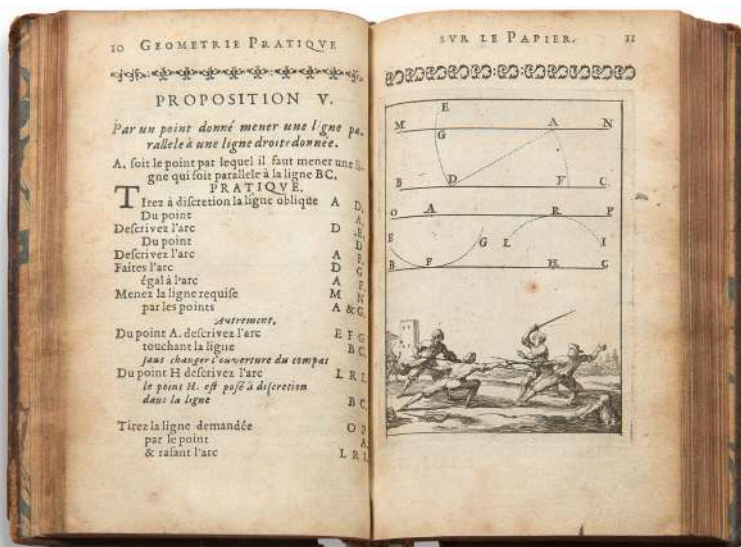 10 GEOMETRIE PRATIQVE
PROPOSITION V.
Par un point donné mener une ligne pa-
rallele à une ligne droite donnée.
A. ſoit le point par lequel il faut mener une li-
gne qui ſoit parallele à la ligne BC.
PRATIQVE.
Tirez à diſcretion la ligne oblique A D.
Du point A.
Deſcrivez l'arc D E.
Du point D
Deſcrivez l'arc A F.
Faites l'arc D G
égal à l'arc A F.
Menez la ligne requiſe M N
par les points A & G.
Autrement,
Du point A. deſcrivez l'arc E F G
touchant la ligne B C.
ſans changer l'ouverture du compas
Du point H deſcrivez l'arc L R I.
le point H. eſt poſé à diſcretion
dans la ligne B C.
Tirez la ligne demandée O P
par le point A.
& raſant l'arc L R I.
SVR LE PAPIER. 11
E
M G A N
B D F C
O A R P
E G L I
B F H C